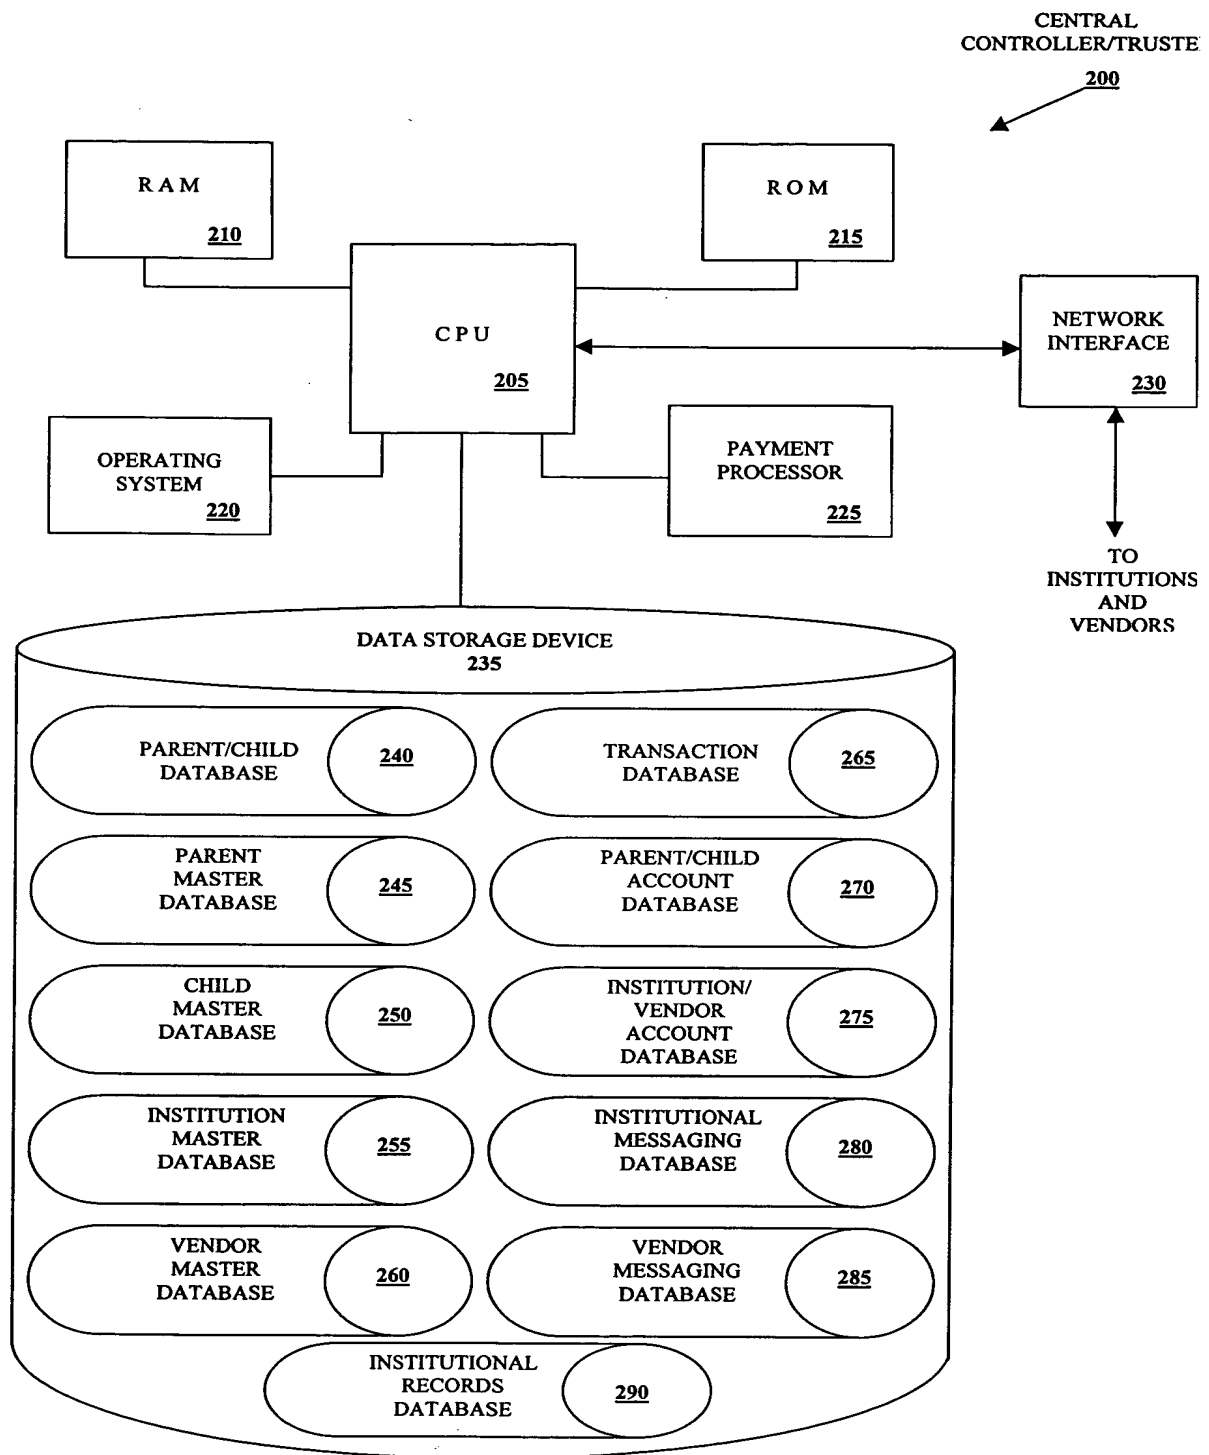 CENTRAL
CONTROLLER/TRUSTE
200
RAM
210
ROM
215
CPU
205
NETWORK
INTERFACE
230
OPERATING
SYSTEM
220
PAYMENT
PROCESSOR
225
TO
INSTITUTIONS
AND
VENDORS
DATA STORAGE DEVICE
235
PARENT/CHILD
DATABASE
240
TRANSACTION
DATABASE
265
PARENT
MASTER
DATABASE
245
PARENT/CHILD
ACCOUNT
DATABASE
270
CHILD
MASTER
DATABASE
250
INSTITUTION/
VENDOR
ACCOUNT
DATABASE
275
INSTITUTION
MASTER
DATABASE
255
INSTITUTIONAL
MESSAGING
DATABASE
280
VENDOR
MASTER
DATABASE
260
VENDOR
MESSAGING
DATABASE
285
INSTITUTIONAL
RECORDS
DATABASE
290